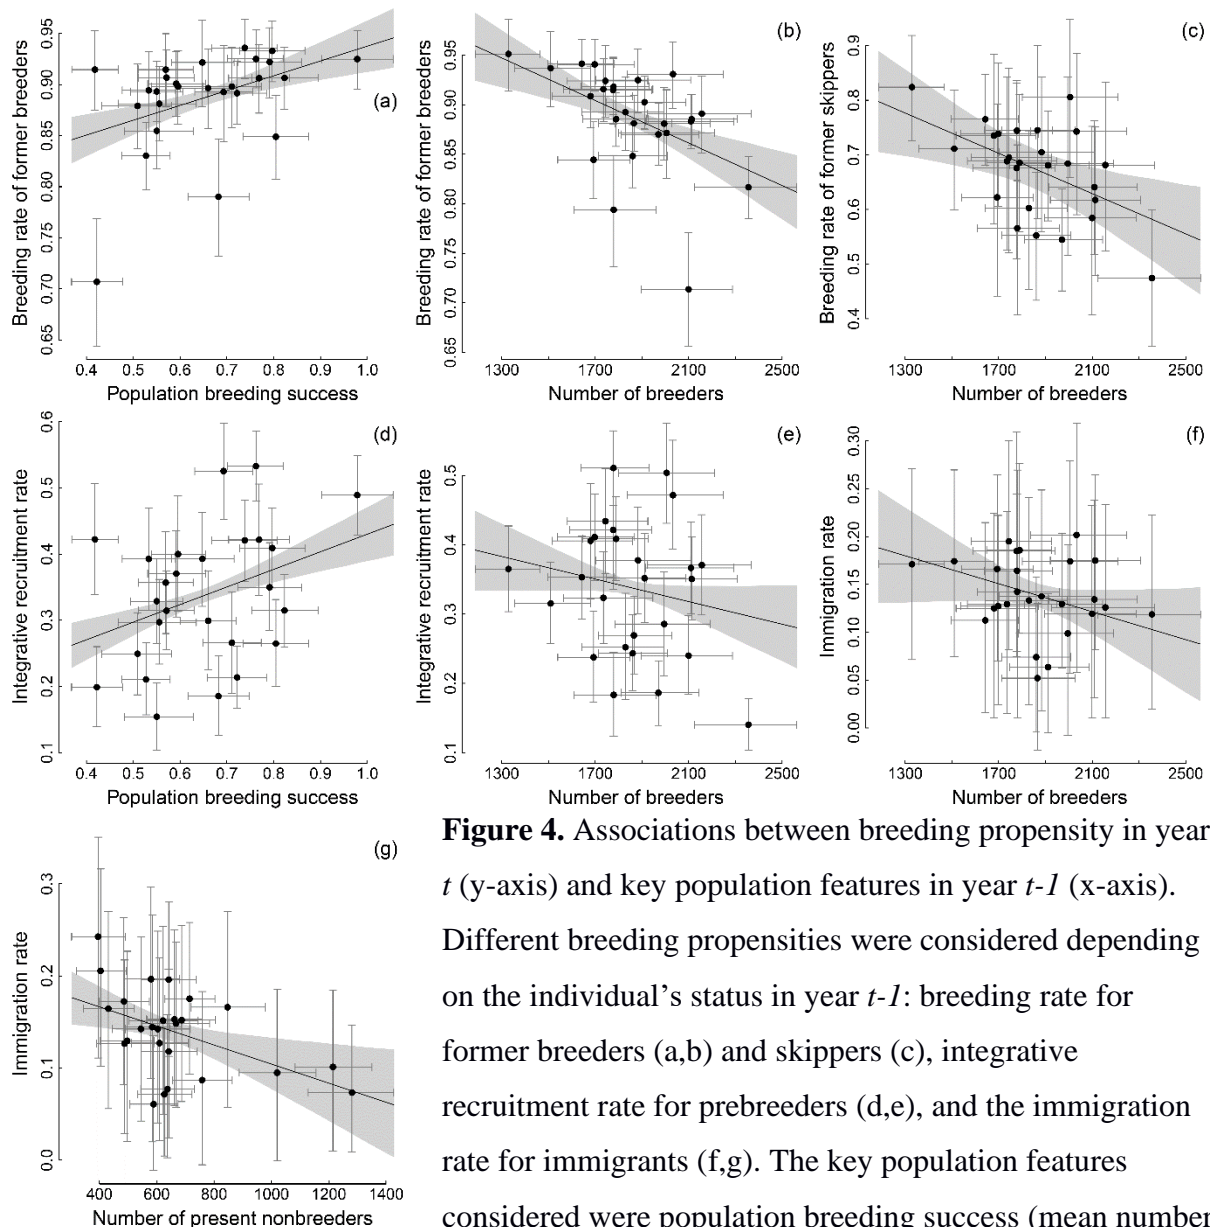 (a)
Breeding rate of former breeders
0.95
0.90
0.85
0.80
0.75
0.70
0.65
0.4 0.5 0.6 0.7 0.8 0.9 1.0
Population breeding success
(b)
Breeding rate of former breeders
0.95
0.90
0.85
0.80
0.75
0.70
0.65
1300 1700 2100 2500
Number of breeders
(c)
Breeding rate of former skippers
0.9
0.8
0.7
0.6
0.5
0.4
1300 1700 2100 2500
Number of breeders
(d)
Integrative recruitment rate
0.6
0.5
0.4
0.3
0.2
0.1
0.4 0.5 0.6 0.7 0.8 0.9 1.0
Population breeding success
(e)
Integrative recruitment rate
0.5
0.4
0.3
0.2
0.1
1300 1700 2100 2500
Number of breeders
(f)
Immigration rate
0.30
0.25
0.20
0.15
0.10
0.05
0.00
1300 1700 2100 2500
Number of breeders
(g)
Immigration rate
0.3
0.2
0.1
0.0
400 600 800 1000 1200 1400
Number of present nonbreeders
Figure 4. Associations between breeding propensity in year
t (y-axis) and key population features in year t-1 (x-axis).
Different breeding propensities were considered depending
on the individual’s status in year t-1: breeding rate for
former breeders (a,b) and skippers (c), integrative
recruitment rate for prebreeders (d,e), and the immigration
rate for immigrants (f,g). The key population features
considered were population breeding success (mean number